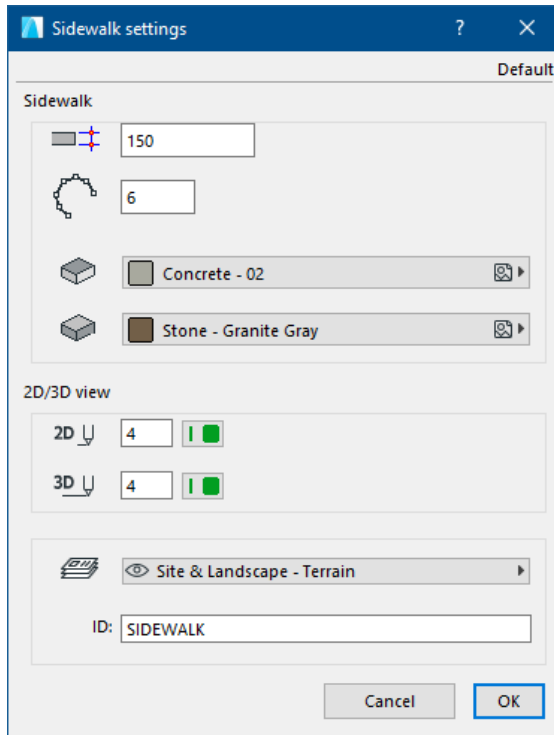 Sidewalk settings
?
Default
Sidewalk
150
6
Concrete - 02
Stone - Granite Gray
2D/3D view
2D 4
3D 4
Site & Landscape - Terrain
ID: SIDEWALK
Cancel OK